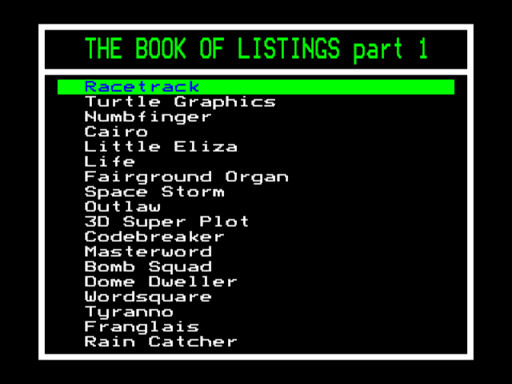 THE BOOK OF LISTINGS part 1
Racetrack
Turtle Graphics
Numbfinger
Cairo
Little Eliza
Life
Fairground Organ
Space Storm
Outlaw
3D Super Plot
Codebreaker
Masterword
Bomb Squad
Dome Dweller
Wordsquare
Tyranno
Franglais
Rain Catcher